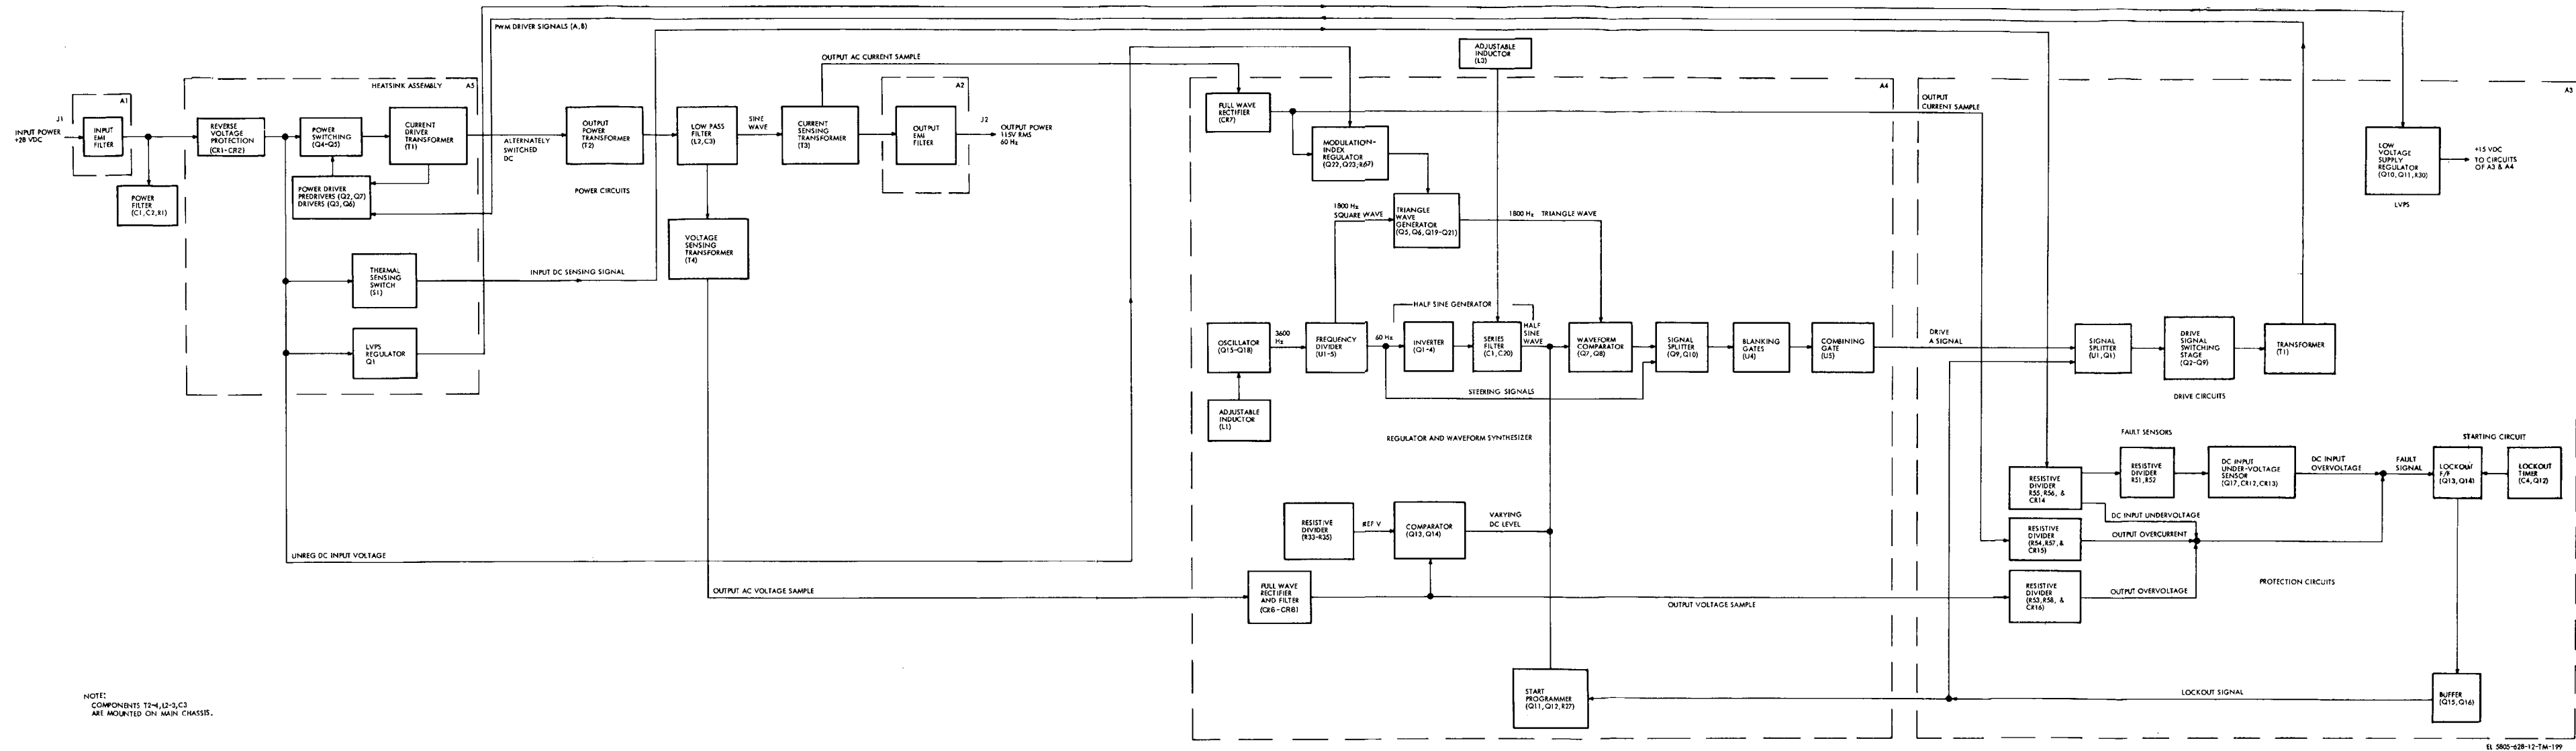 PWM DRIVER SIGNALS (A,B)
OUTPUT AC CURRENT SAMPLE
ADJUSTABLE
INDUCTOR
(L3)
J1
INPUT POWER
+28 VDC
A1
INPUT
EMI
FILTER
POWER
FILTER
(C1,C2,R1)
HEATSINK ASSEMBLY
A5
REVERSE
VOLTAGE
PROTECTION
(CR1-CR2)
POWER
SWITCHING
(Q4-Q5)
CURRENT
DRIVER
TRANSFORMER
(T1)
POWER DRIVER
PREDRIVERS (Q2,Q7)
DRIVERS (Q3,Q6)
THERMAL
SENSING
SWITCH
(S1)
LVPS
REGULATOR
Q1
ALTERNATELY
SWITCHED
DC
OUTPUT
POWER
TRANSFORMER
(T2)
POWER CIRCUITS
INPUT DC SENSING SIGNAL
LOW PASS
FILTER
(L2,C3)
SINE
WAVE
CURRENT
SENSING
TRANSFORMER
(T3)
VOLTAGE
SENSING
TRANSFORMER
(T4)
A2
OUTPUT
EMI
FILTER
J2
OUTPUT POWER
115V RMS
60 Hz
UNREG DC INPUT VOLTAGE
OUTPUT AC VOLTAGE SAMPLE
A4
FULL WAVE
RECTIFIER
(CR7)
MODULATION-
INDEX
REGULATOR
(Q22,Q23,R67)
1800 Hz
SQUARE WAVE
TRIANGLE
WAVE
GENERATOR
(Q5,Q6,Q19-Q21)
1800 Hz TRIANGLE WAVE
OSCILLATOR
(Q15-Q18)
3600
Hz
FREQUENCY
DIVIDER
(U1-5)
60 Hz
HALF SINE GENERATOR
INVERTER
(Q1-4)
SERIES
FILTER
(C1,C20)
HALF
SINE
WAVE
WAVEFORM
COMPARATOR
(Q7,Q8)
SIGNAL
SPLITTER
(Q9,Q10)
BLANKING
GATES
(U4)
COMBINING
GATE
(U5)
STEERING SIGNALS
ADJUSTABLE
INDUCTOR
(L1)
REGULATOR AND WAVEFORM SYNTHESIZER
RESISTIVE
DIVIDER
(R33-R35)
REF V
COMPARATOR
(Q13,Q14)
VARYING
DC LEVEL
FULL WAVE
RECTIFIER
AND FILTER
(CR6-CR8)
OUTPUT VOLTAGE SAMPLE
START
PROGRAMMER
(Q11,Q12,R27)
A3
OUTPUT
CURRENT SAMPLE
LOW
VOLTAGE
SUPPLY
REGULATOR
(Q10,Q11,R30)
+15 VDC
TO CIRCUITS
OF A3 & A4
LVPS
DRIVE
A SIGNAL
SIGNAL
SPLITTER
(U1,Q1)
DRIVE
SIGNAL
SWITCHING
STAGE
(Q2-Q9)
TRANSFORMER
(T1)
DRIVE CIRCUITS
FAULT SENSORS
STARTING CIRCUIT
RESISTIVE
DIVIDER
R55,R56, &
CR14
RESISTIVE
DIVIDER
R51,R52
DC INPUT
UNDER-VOLTAGE
SENSOR
(Q17,CR12,CR13)
DC INPUT
OVERVOLTAGE
FAULT
SIGNAL
LOCKOUT
F/F
(Q13,Q14)
LOCKOUT
TIMER
(C4,Q12)
DC INPUT UNDERVOLTAGE
RESISTIVE
DIVIDER
(R54,R57, &
CR15)
OUTPUT OVERCURRENT
RESISTIVE
DIVIDER
(R53,R58, &
CR16)
OUTPUT OVERVOLTAGE
PROTECTION CIRCUITS
LOCKOUT SIGNAL
BUFFER
(Q15,Q16)
NOTE:
COMPONENTS T2-4,L2-3,C3
ARE MOUNTED ON MAIN CHASSIS.
EL 5805-628-12-TM-199